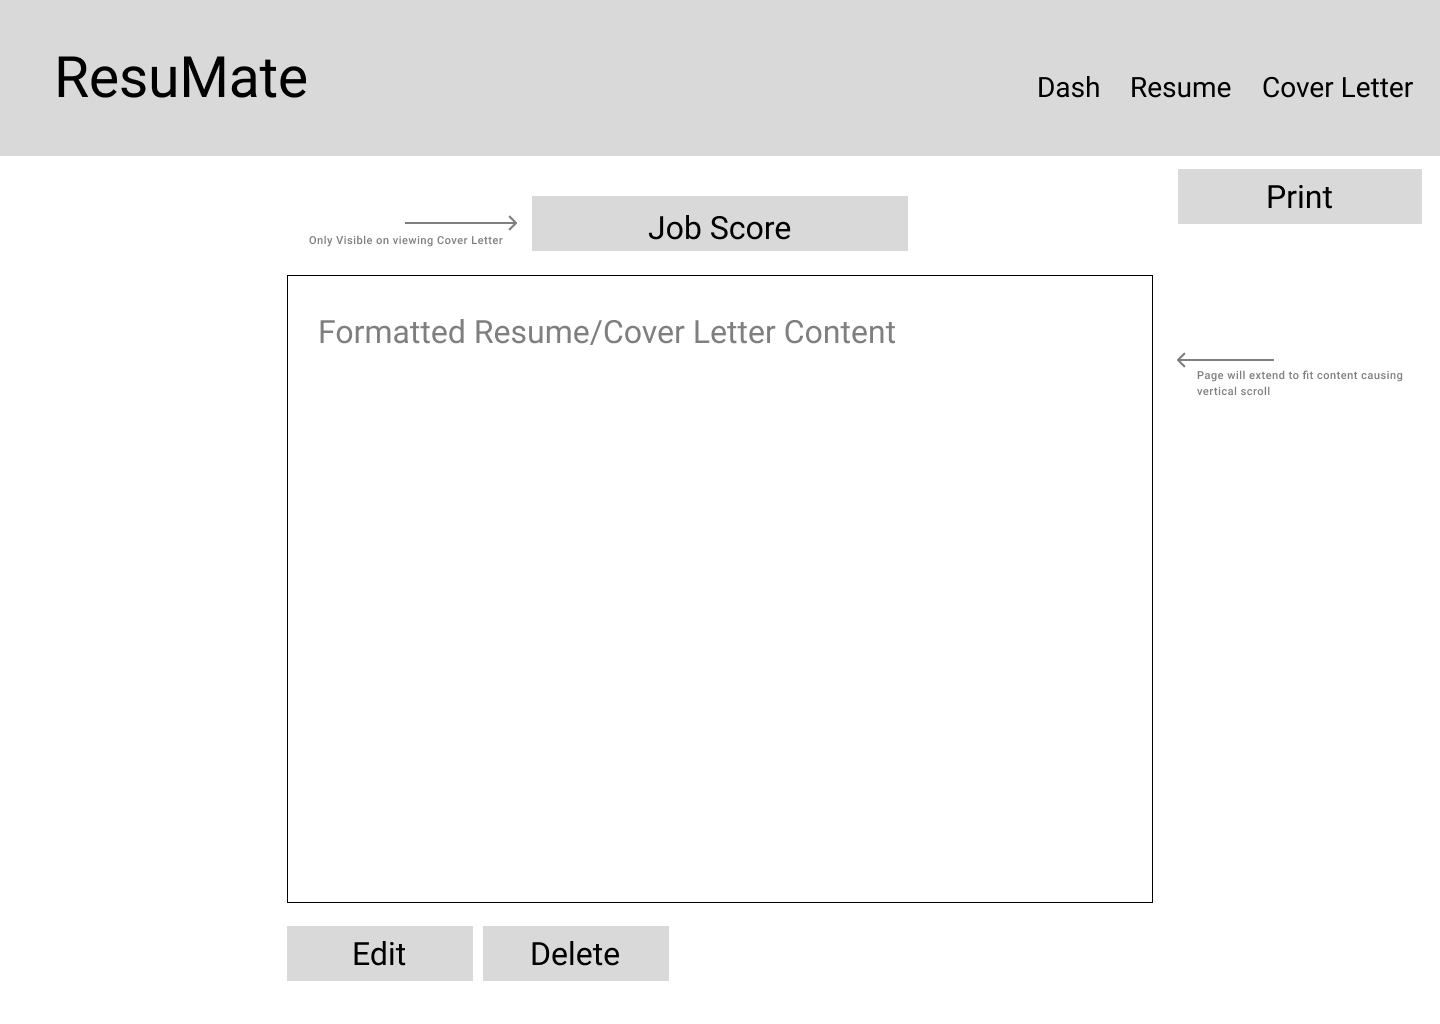 ResuMate
Dash Resume Cover Letter
Print
Job Score
Only Visible on viewing Cover Letter
Formatted Resume/Cover Letter Content
Page will extend to fit content causing
vertical scroll
Edit
Delete